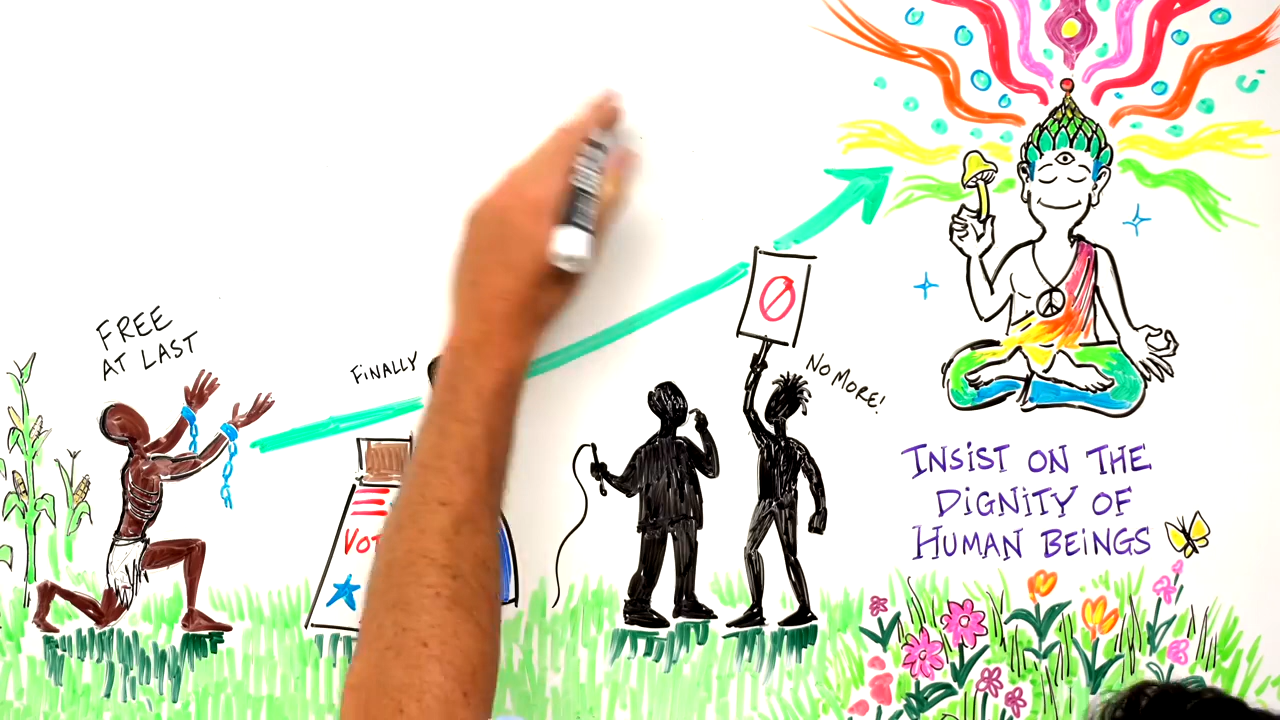 FREE
AT LAST
FINALLY
NO MORE!
INSIST ON THE
DIGNITY OF
HUMAN BEINGS